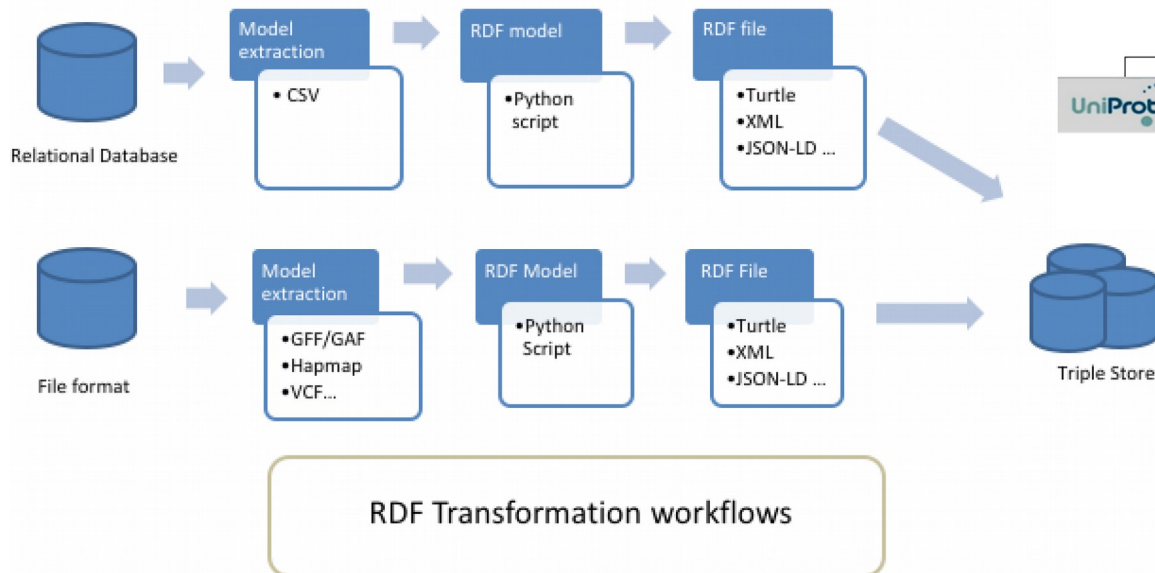 Model
extraction
• CSV
RDF model
•Python
script
RDF file
•Turtle
•XML
•JSON-LD ...
UniProt
Relational Database
Model
extraction
•GFF/GAF
•Hapmap
•VCF...
RDF Model
•Python
Script
RDF File
•Turtle
•XML
•JSON-LD ...
File format
Triple Store
RDF Transformation workflows